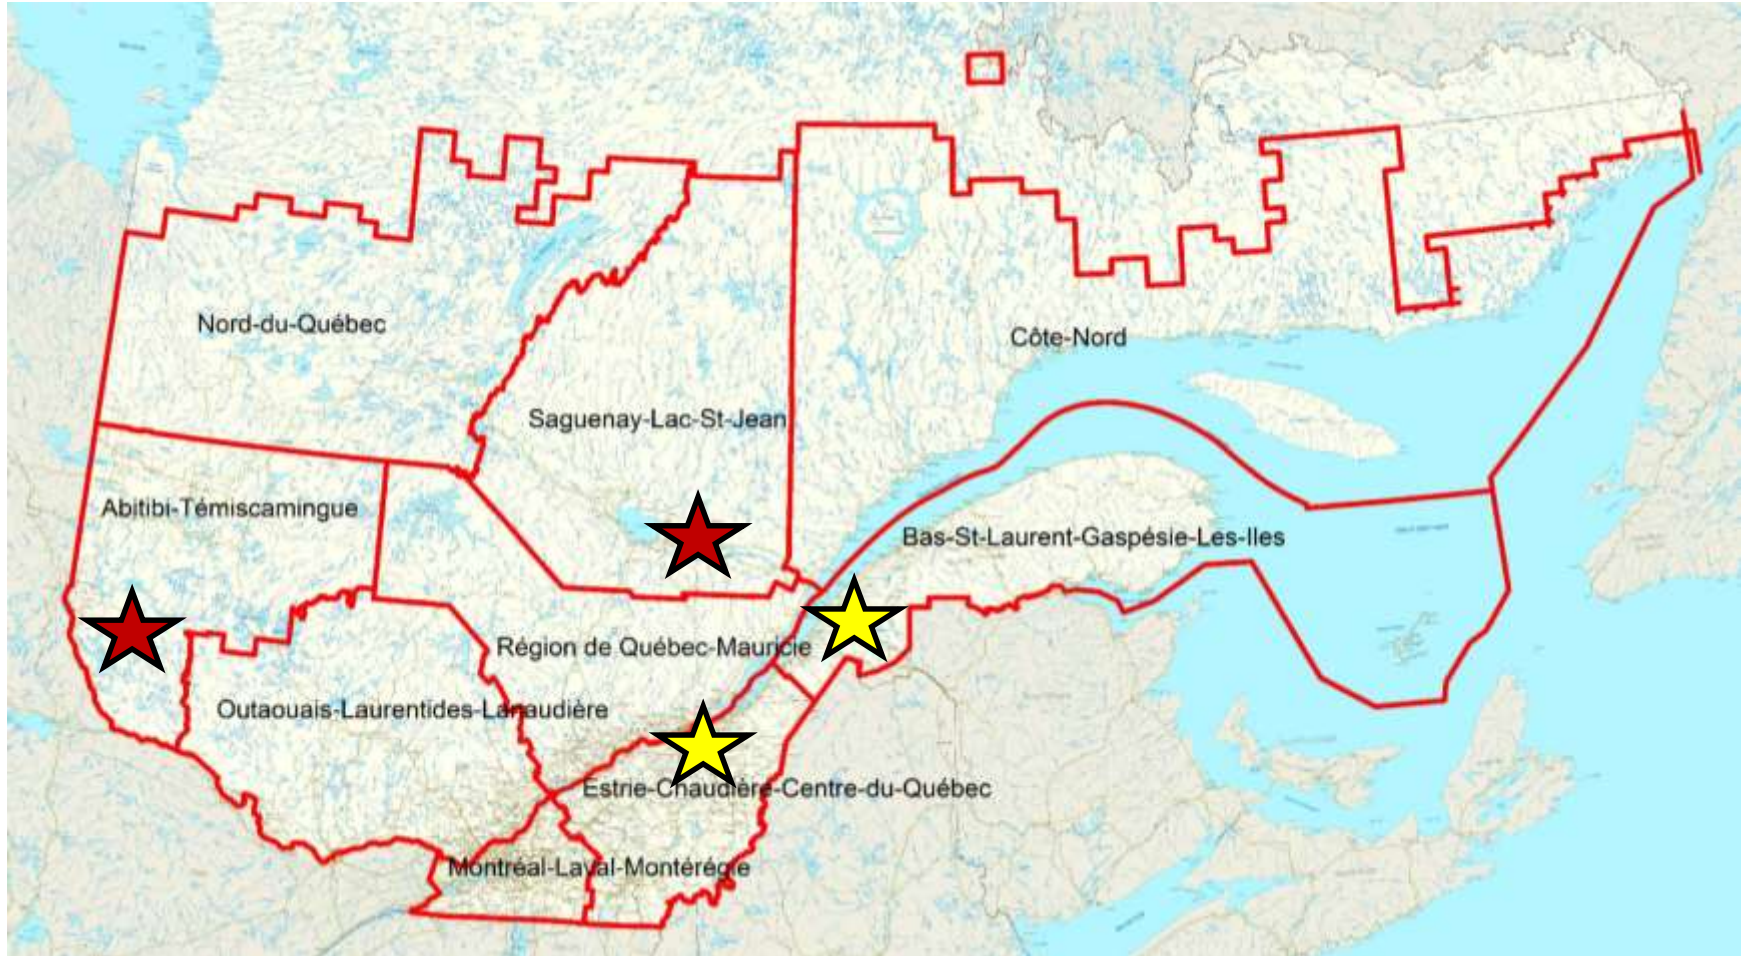 Nord-du-Québec
Côte-Nord
Saguenay-Lac-St-Jean
Abitibi-Témiscamingue
Bas-St-Laurent-Gaspésie-Les-Iles
Région de Québec-Mauricie
Outaouais-Laurentides-Lanaudière
Estrie-Chaudière-Centre-du-Québec
Montréal-Laval-Montérégie